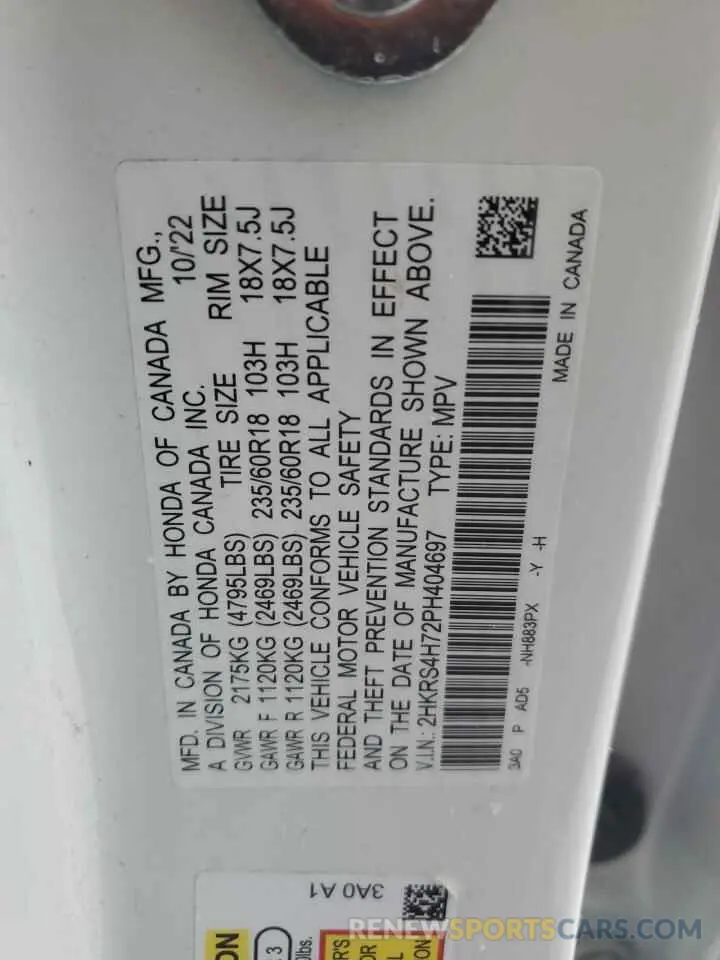 MFD. IN CANADA BY HONDA OF CANADA MFG.,
A DIVISION OF HONDA CANADA INC. 10/'22
GVWR 2175KG (4795LBS) TIRE SIZE RIM SIZE
GAWR F 1120KG (2469LBS) 235/60R18 103H 18X7.5J
GAWR R 1120KG (2469LBS) 235/60R18 103H 18X7.5J
THIS VEHICLE CONFORMS TO ALL APPLICABLE
FEDERAL MOTOR VEHICLE SAFETY
AND THEFT PREVENTION STANDARDS IN EFFECT
ON THE DATE OF MANUFACTURE SHOWN ABOVE.
V.I.N.: 2HKRS4H72PH404697 TYPE: MPV
3A0 P AD5 -NH883PX -Y -H
MADE IN CANADA
3A0 A1
3
lbs.
RENEWSPORTSCARS.COM